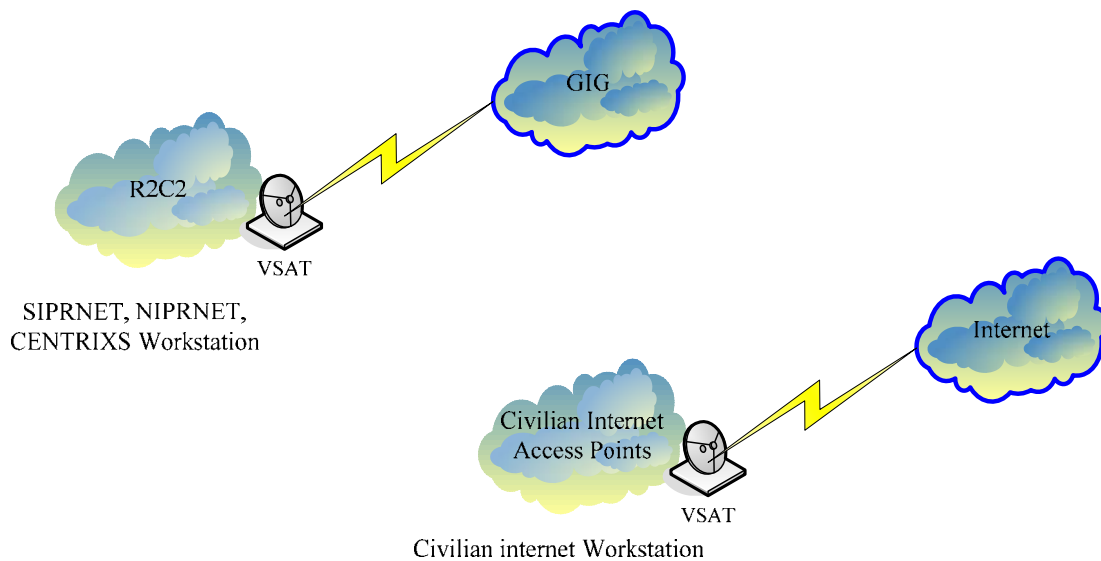 GIG
R2C2
VSAT
SIPRNET, NIPRNET,
CENTRIXS Workstation
Internet
Civilian Internet
Access Points
VSAT
Civilian internet Workstation